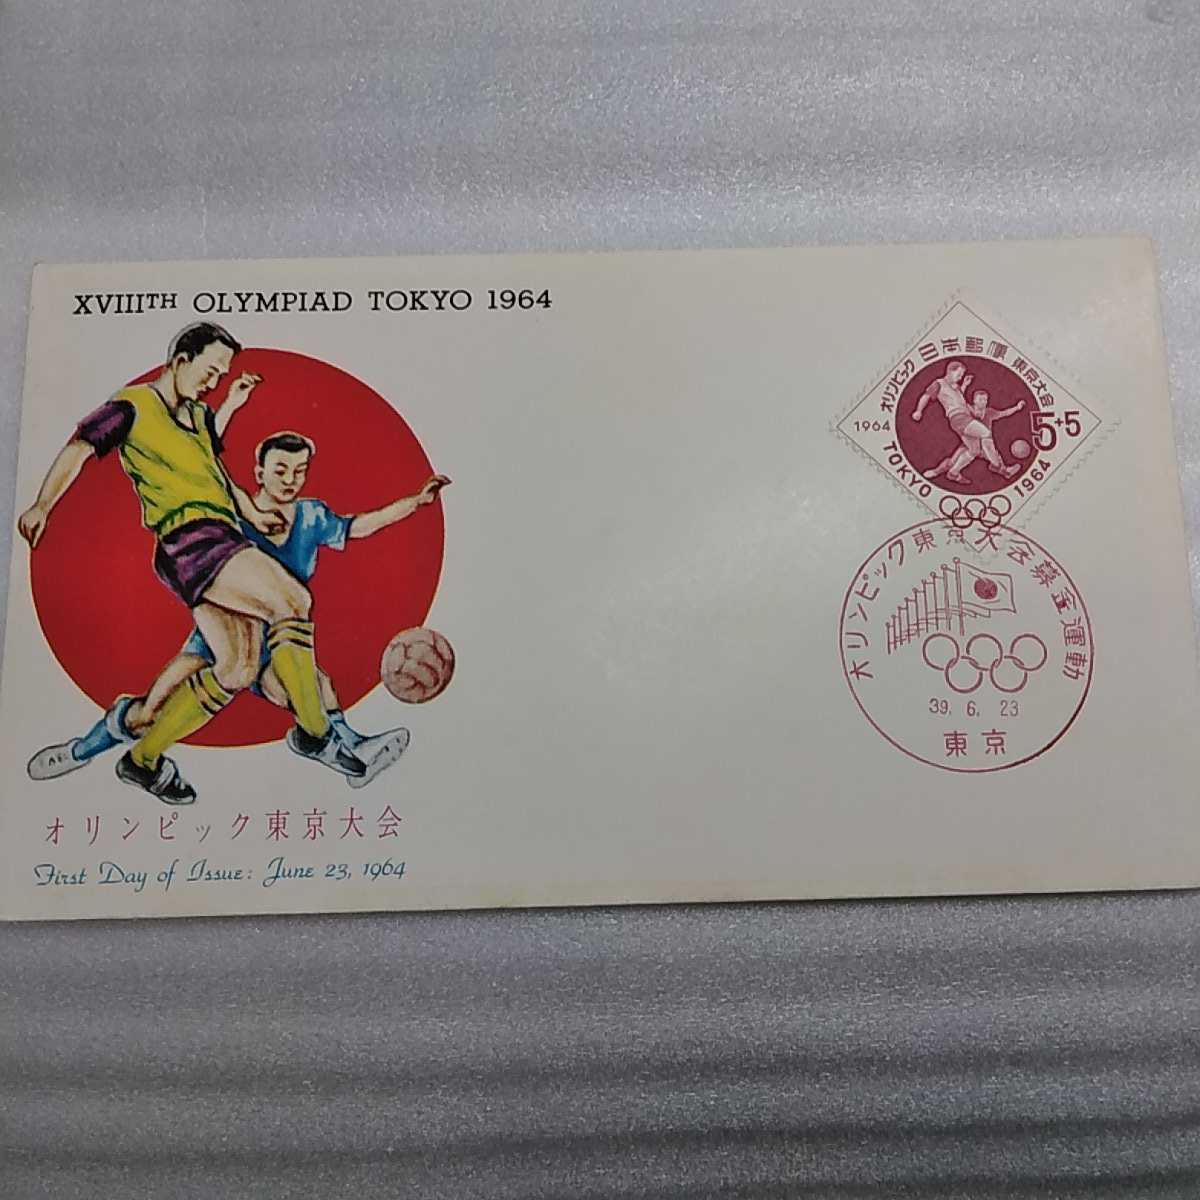 XVIIITH OLYMPIAD TOKYO 1964
オリンピック 日本郵便 東京大会
1964
5+5
TOKYO 1964
オリンピック東京大会募金運動
39. 6. 23
東京
オリンピック東京大会
First Day of Issue: June 23, 1964